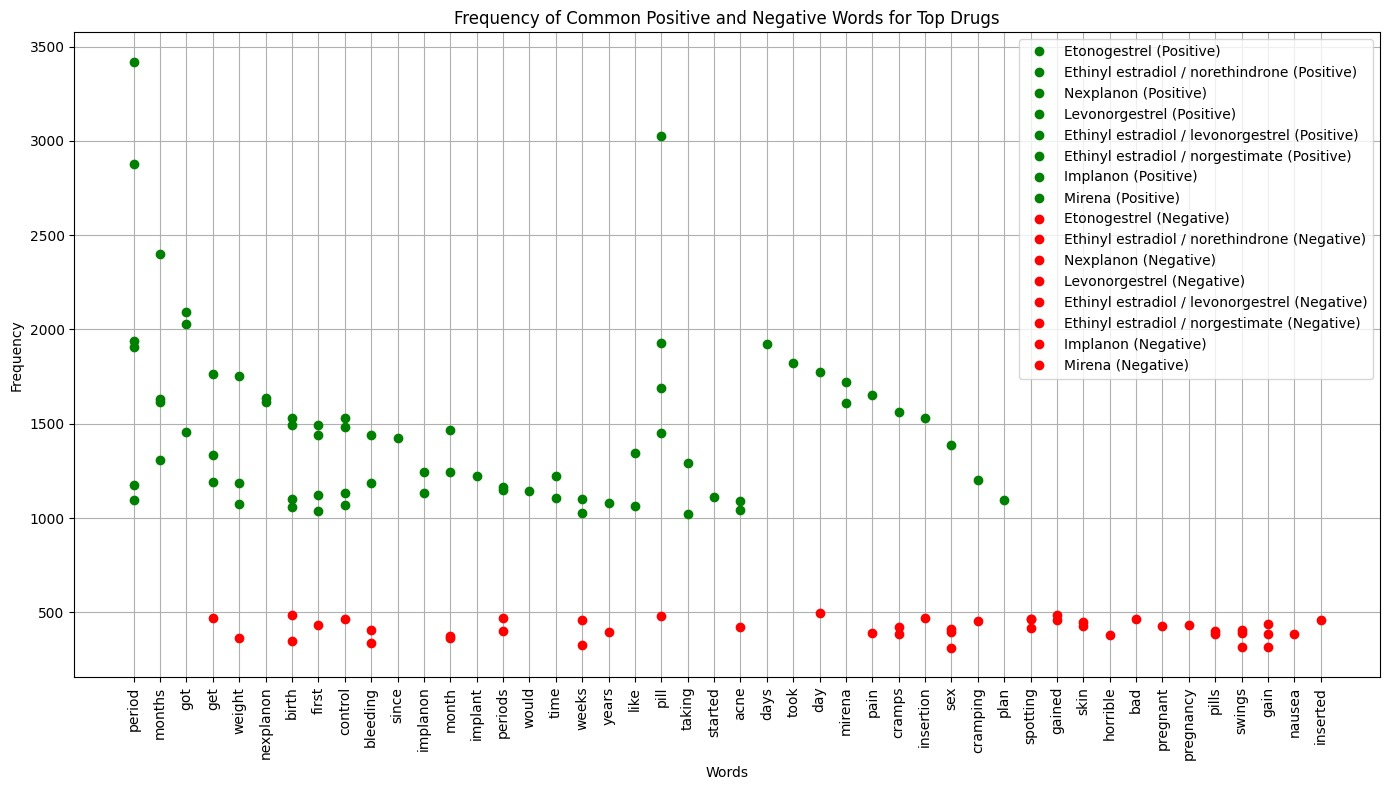 Frequency of Common Positive and Negative Words for Top Drugs
3500
3000
2500
2000
1500
1000
500
Frequency
Etonogestrel (Positive)
Ethinyl estradiol / norethindrone (Positive)
Nexplanon (Positive)
Levonorgestrel (Positive)
Ethinyl estradiol / levonorgestrel (Positive)
Ethinyl estradiol / norgestimate (Positive)
Implanon (Positive)
Mirena (Positive)
Etonogestrel (Negative)
Ethinyl estradiol / norethindrone (Negative)
Nexplanon (Negative)
Levonorgestrel (Negative)
Ethinyl estradiol / levonorgestrel (Negative)
Ethinyl estradiol / norgestimate (Negative)
Implanon (Negative)
Mirena (Negative)
period
months
got
get
weight
nexplanon
birth
first
control
bleeding
since
implanon
month
implant
periods
would
time
weeks
years
like
pill
taking
started
acne
days
took
day
mirena
pain
cramps
insertion
sex
cramping
plan
spotting
gained
skin
horrible
bad
pregnant
pregnancy
pills
swings
gain
nausea
inserted
Words